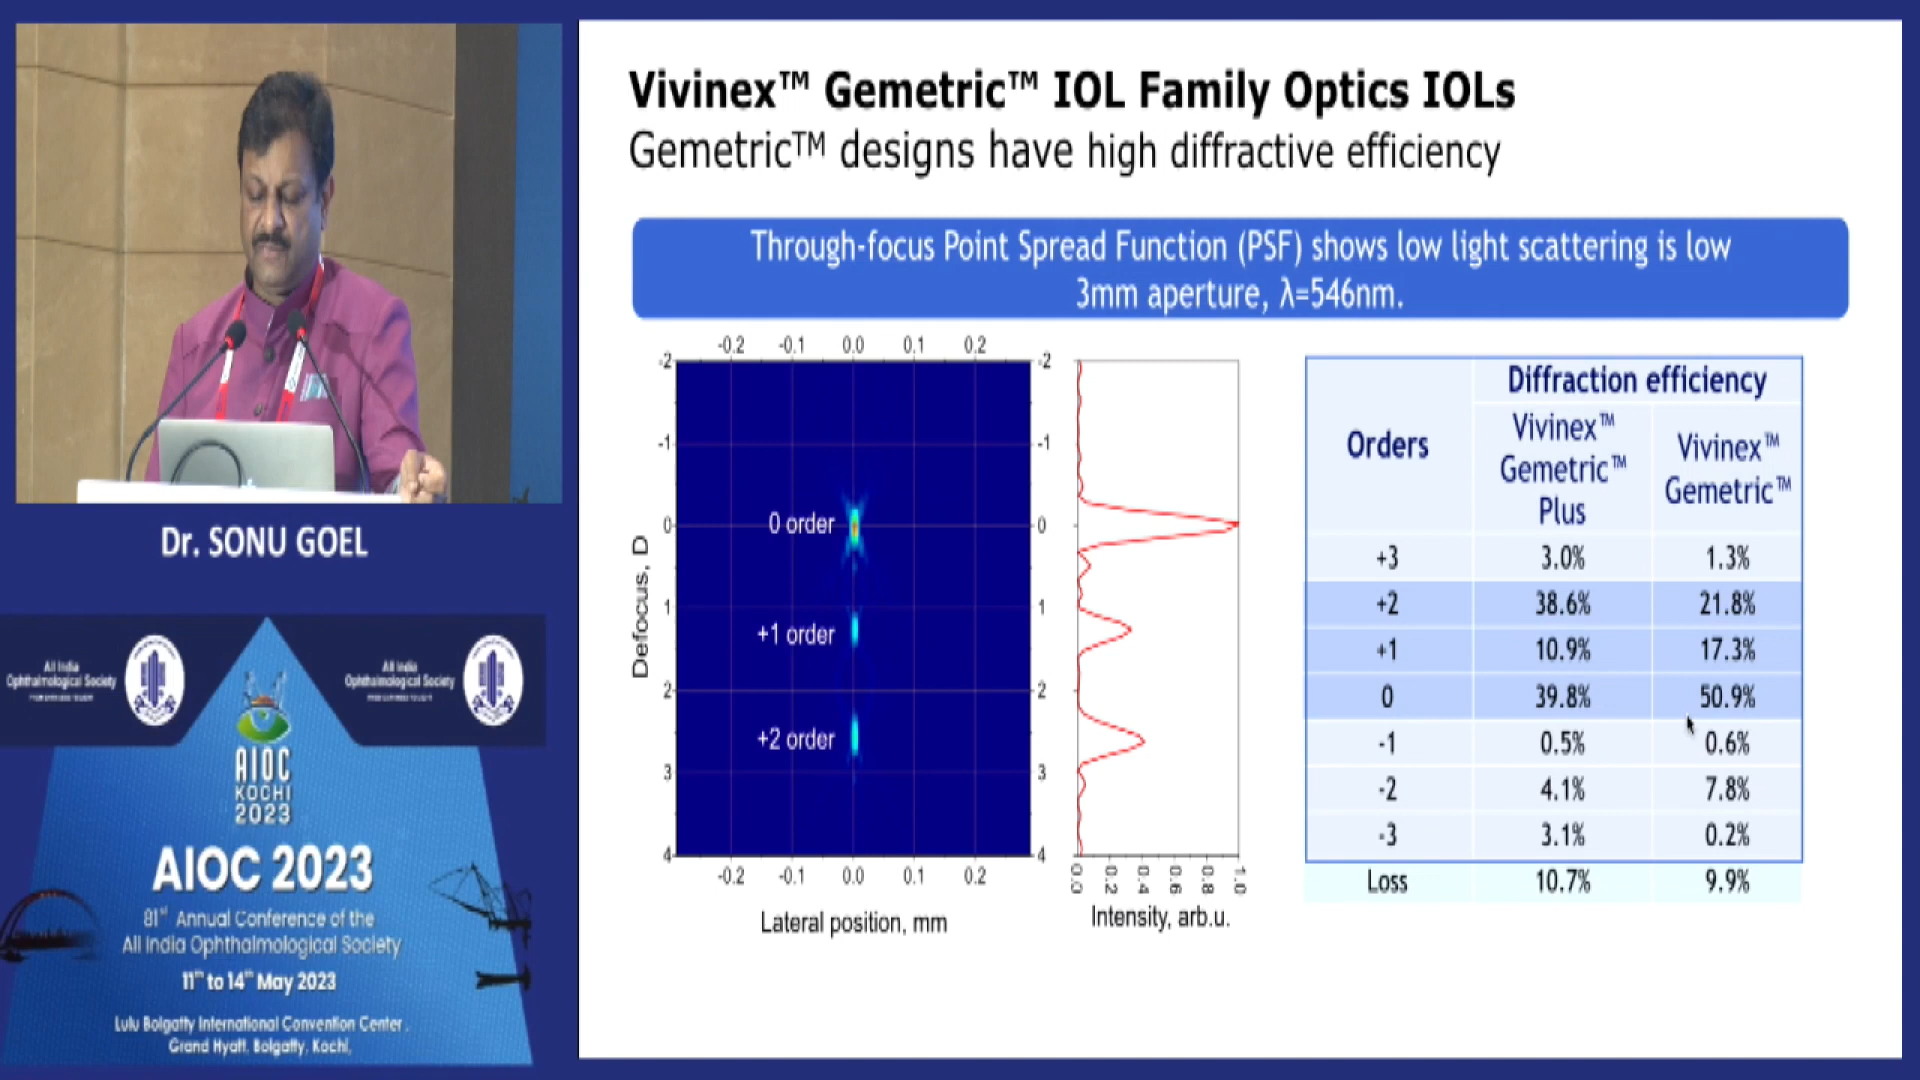 Vivinex™ Gemetric™ IOL Family Optics IOLs
Gemetric™ designs have high diffractive efficiency
Through-focus Point Spread Function (PSF) shows low light scattering is low
3mm aperture, λ=546nm.
-0.2 -0.1 0.0 0.1 0.2
-2
-1
0
1
2
3
4
Defocus, D
0 order
+1 order
+2 order
-0.2 -0.1 0.0 0.1 0.2
Lateral position, mm
-2
-1
0
1
2
3
4
0.0 0.2 0.4 0.6 0.8 1.0
Intensity, arb.u.
Orders
Diffraction efficiency
Vivinex™
Gemetric™
Plus
Vivinex™
Gemetric™
+3 3.0% 1.3%
+2 38.6% 21.8%
+1 10.9% 17.3%
0 39.8% 50.9%
-1 0.5% 0.6%
-2 4.1% 7.8%
-3 3.1% 0.2%
Loss 10.7% 9.9%
Dr. SONU GOEL
All India
Ophthalmological Society
All India
Ophthalmological Society
AIOC
KOCHI
2023
AIOC 2023
81st Annual Conference of the
All India Ophthalmological Society
11th to 14th May 2023
Lulu Bolgatty International Convention Center,
Grand Hyatt, Bolgatty, Kochi,